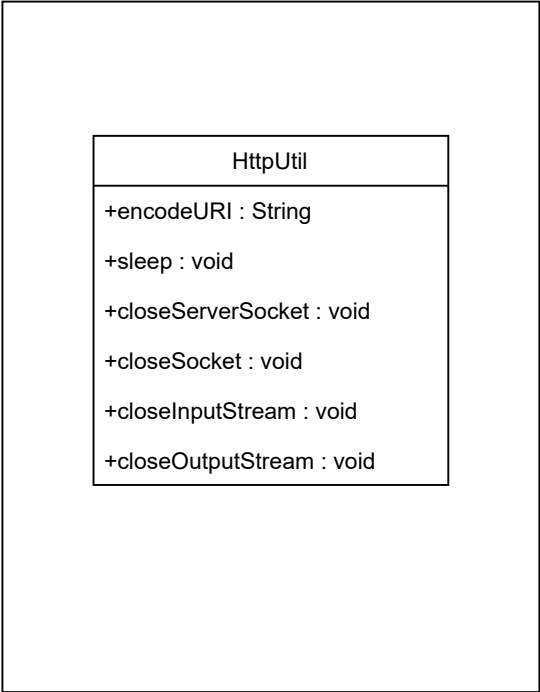 HttpUtil
+encodeURI : String
+sleep : void
+closeServerSocket : void
+closeSocket : void
+closeInputStream : void
+closeOutputStream : void